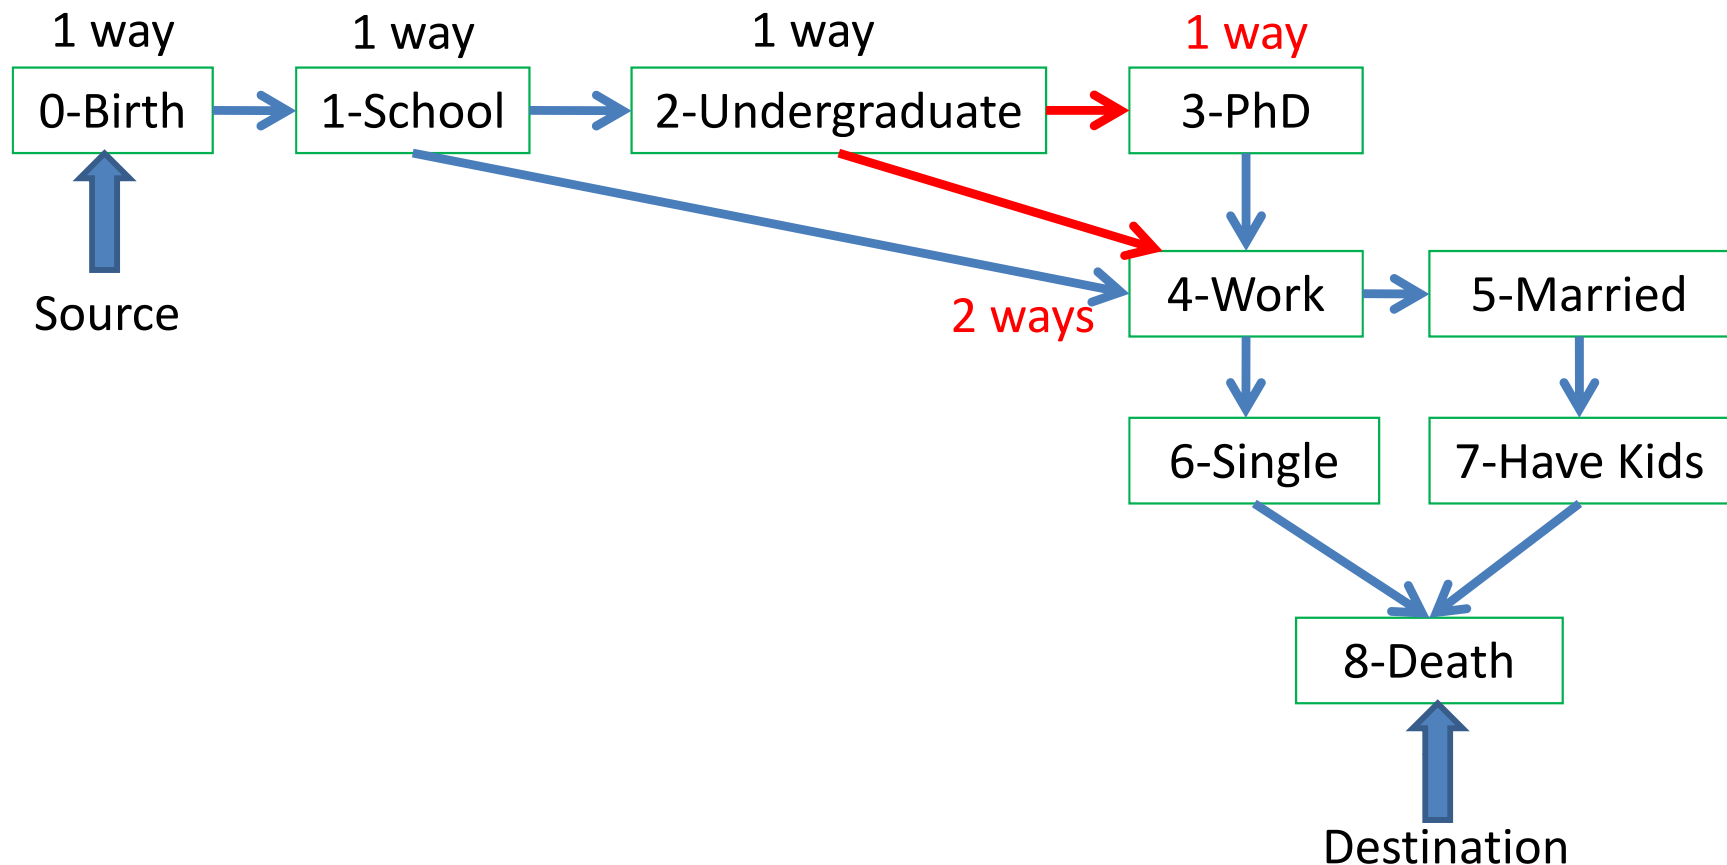 1 way
1 way
1 way
1 way
0-Birth
1-School
2-Undergraduate
3-PhD
Source
2 ways
4-Work
5-Married
6-Single
7-Have Kids
8-Death
Destination